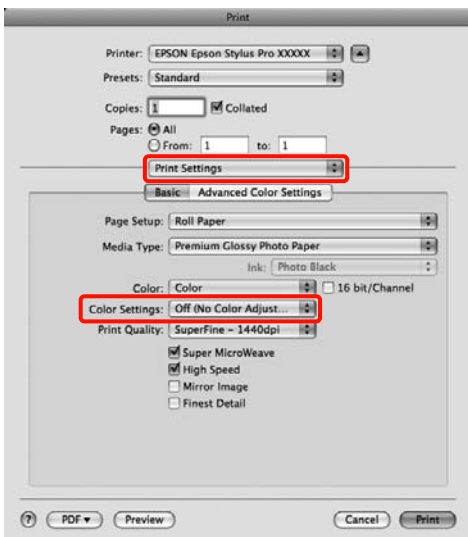 Print
Printer: EPSON Epson Stylus Pro XXXXX
Presets: Standard
Copies: 1 Collated
Pages: All
From: 1 to: 1
Print Settings
Basic Advanced Color Settings
Page Setup: Roll Paper
Media Type: Premium Glossy Photo Paper
Ink: Photo Black
Color: Color 16 bit/Channel
Color Settings: Off (No Color Adjust...
Print Quality: SuperFine – 1440dpi
Super MicroWeave
High Speed
Mirror Image
Finest Detail
? PDF Preview Cancel Print